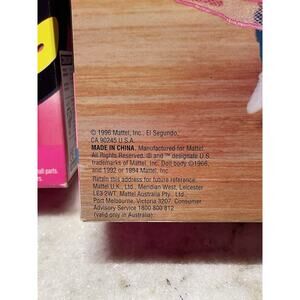 © 1996 Mattel, Inc., El Segundo,
CA 90245 U.S.A.
MADE IN CHINA, Manufactured for Mattel.
All Rights Reserved. ® and ™ designate U.S.
trademarks of Mattel, Inc. Doll body ©1966,
and 1992 or 1994 Mattel, Inc.
Retain this address for future reference.
Mattel U.K., Ltd., Meridian West, Leicester
LE3 2WT. Mattel Australia Pty., Ltd.,
Port Melbourne, Victoria 3207. Consumer
Advisory Service 1800 800 812
(valid only in Australia).
all parts.